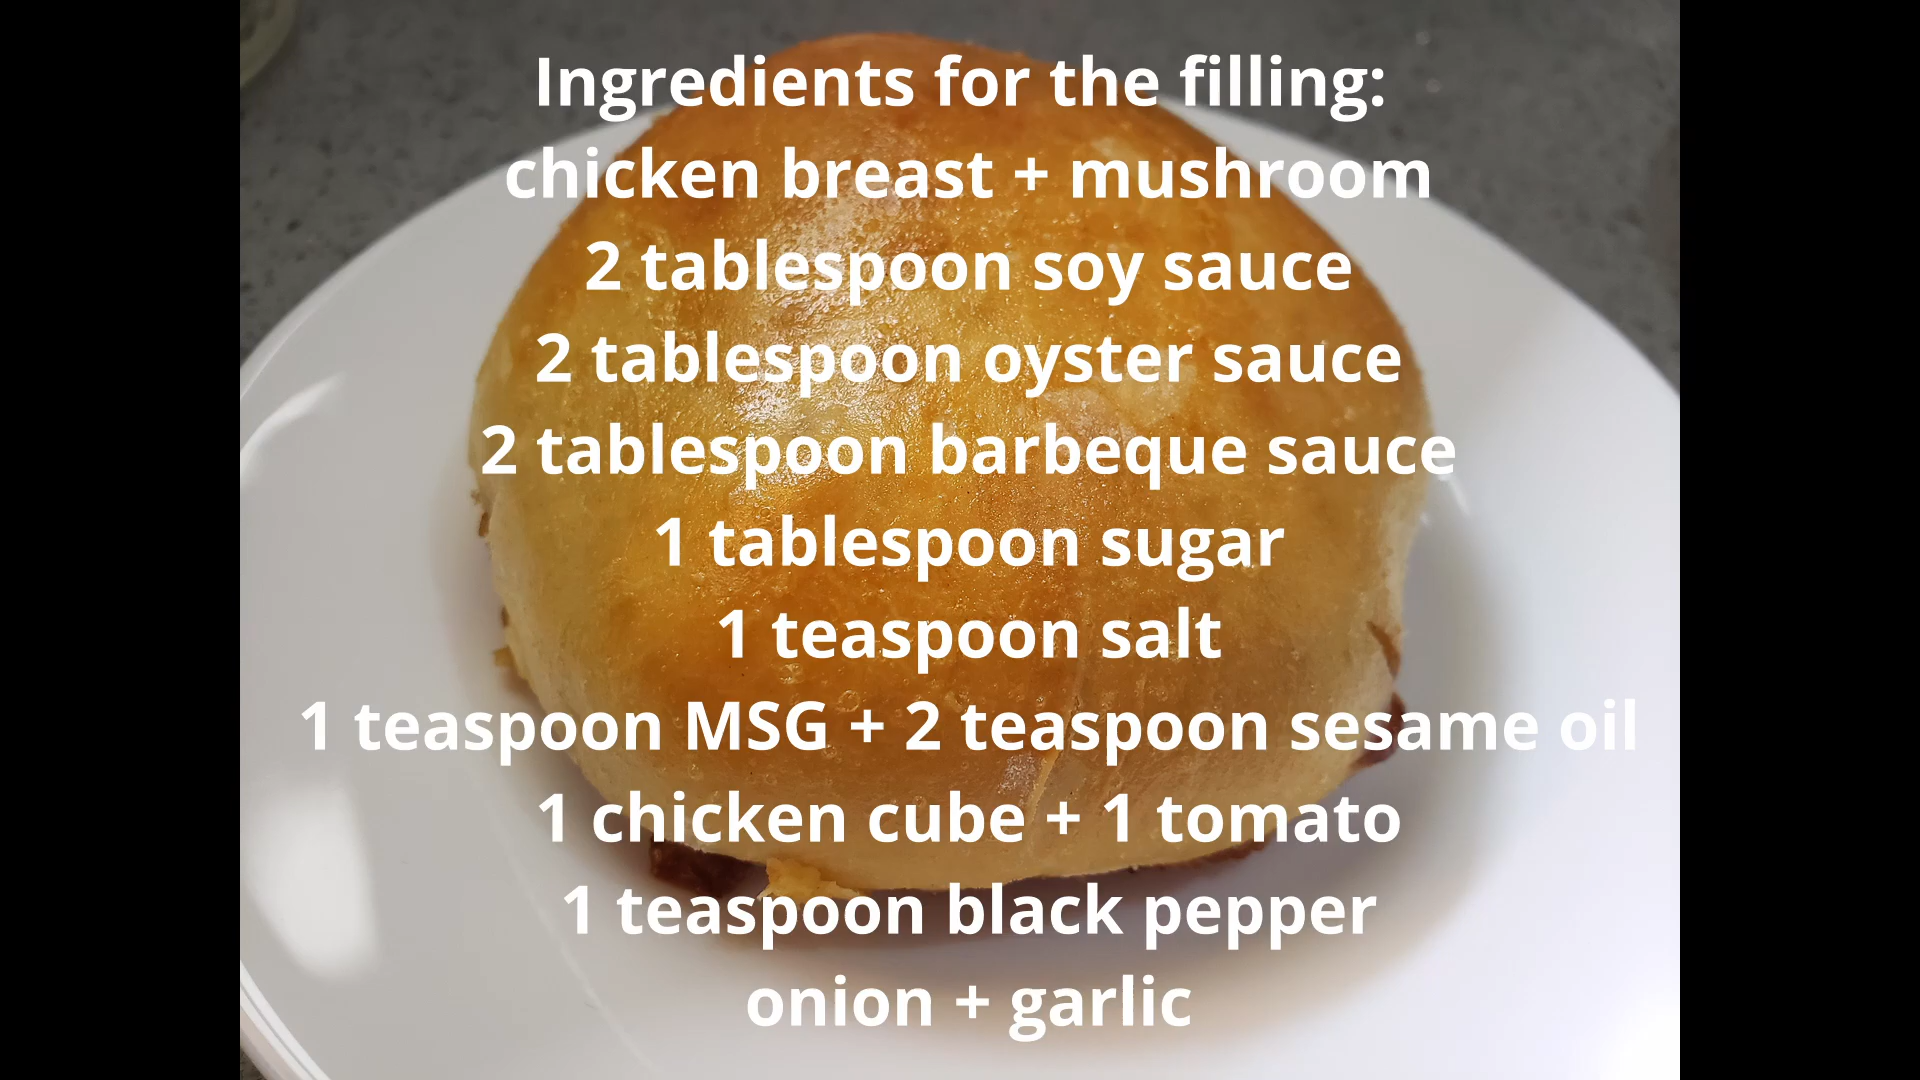 Ingredients for the filling:
chicken breast + mushroom
2 tablespoon soy sauce
2 tablespoon oyster sauce
2 tablespoon barbeque sauce
1 tablespoon sugar
1 teaspoon salt
1 teaspoon MSG + 2 teaspoon sesame oil
1 chicken cube + 1 tomato
1 teaspoon black pepper
onion + garlic